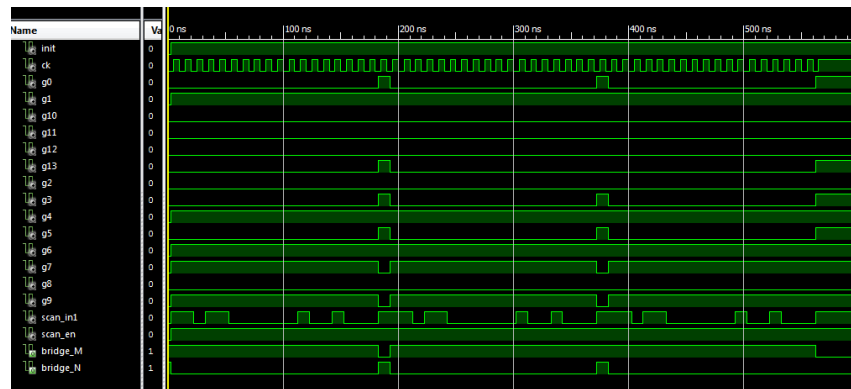 Name Va 0 ns 100 ns 200 ns 300 ns 400 ns 500 ns
init 0
ck 0
g0 0
g1 0
g10 0
g11 0
g12 0
g13 0
g2 0
g3 0
g4 0
g5 0
g6 0
g7 0
g8 0
g9 0
scan_in1 0
scan_en 0
bridge_M 1
bridge_N 1